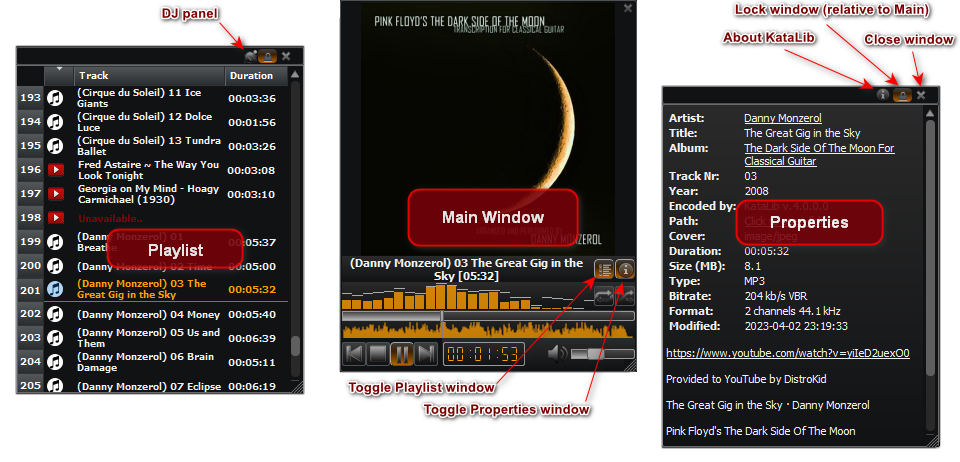 DJ panel
Track Duration
193 (Cirque du Soleil) 11 Ice
Giants 00:03:36
194 (Cirque du Soleil) 12 Dolce
Luce 00:01:56
195 (Cirque du Soleil) 13 Tundra
Ballet 00:03:26
196 Fred Astaire ~ The Way You
Look Tonight 00:03:08
197 Georgia on My Mind - Hoagy
Carmichael (1930) 00:03:10
198 Unavailable..
199 (Danny Monzerol) 01
Breathe 00:05:37
200 (Danny Monzerol) 02 Time 00:05:00
201 (Danny Monzerol) 03 The
Great Gig in the Sky 00:05:32
202 (Danny Monzerol) 04 Money 00:05:40
203 (Danny Monzerol) 05 Us and
Them 00:06:39
204 (Danny Monzerol) 06 Brain
Damage 00:05:11
205 (Danny Monzerol) 07 Eclipse 00:06:19
Playlist
PINK FLOYD'S THE DARK SIDE OF THE MOON
TRANSCRIPTION FOR CLASSICAL GUITAR
Main Window
DANNY MONZEROL
(Danny Monzerol) 03 The Great Gig in the
Sky [05:32]
00:01:53
Toggle Playlist window
Toggle Properties window
Lock window (relative to Main)
About KataLib
Close window
Artist: Danny Monzerol
Title: The Great Gig in the Sky
Album: The Dark Side Of The Moon For
Classical Guitar
Track Nr: 03
Year: 2008
Encoded by: KataLib v.4.0.0.0
Path: Click
Cover: image/jpeg
Duration: 00:05:32
Size (MB): 8.1
Type: MP3
Bitrate: 204 kb/s VBR
Format: 2 channels 44.1 kHz
Modified: 2023-04-02 23:19:33
Properties
https://www.youtube.com/watch?v=yiIeD2uexO0
Provided to YouTube by DistroKid
The Great Gig in the Sky · Danny Monzerol
Pink Floyd's The Dark Side Of The Moon